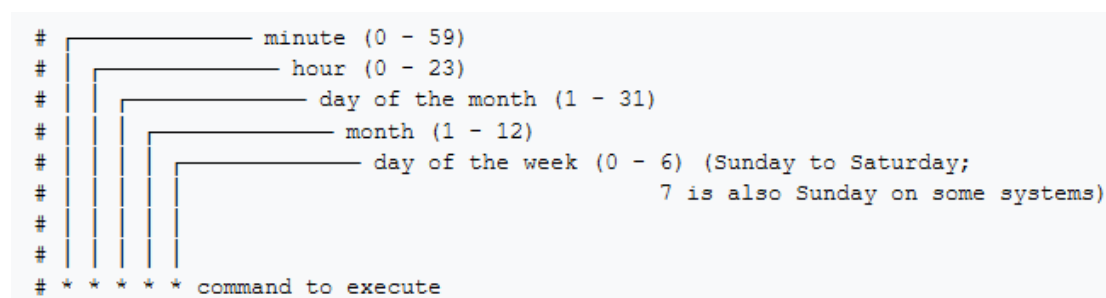 # ┌───────────── minute (0 - 59)
# │ ┌───────────── hour (0 - 23)
# │ │ ┌───────────── day of the month (1 - 31)
# │ │ │ ┌───────────── month (1 - 12)
# │ │ │ │ ┌───────────── day of the week (0 - 6) (Sunday to Saturday;
# │ │ │ │ │                                   7 is also Sunday on some systems)
# │ │ │ │ │
# │ │ │ │ │
# * * * * * command to execute